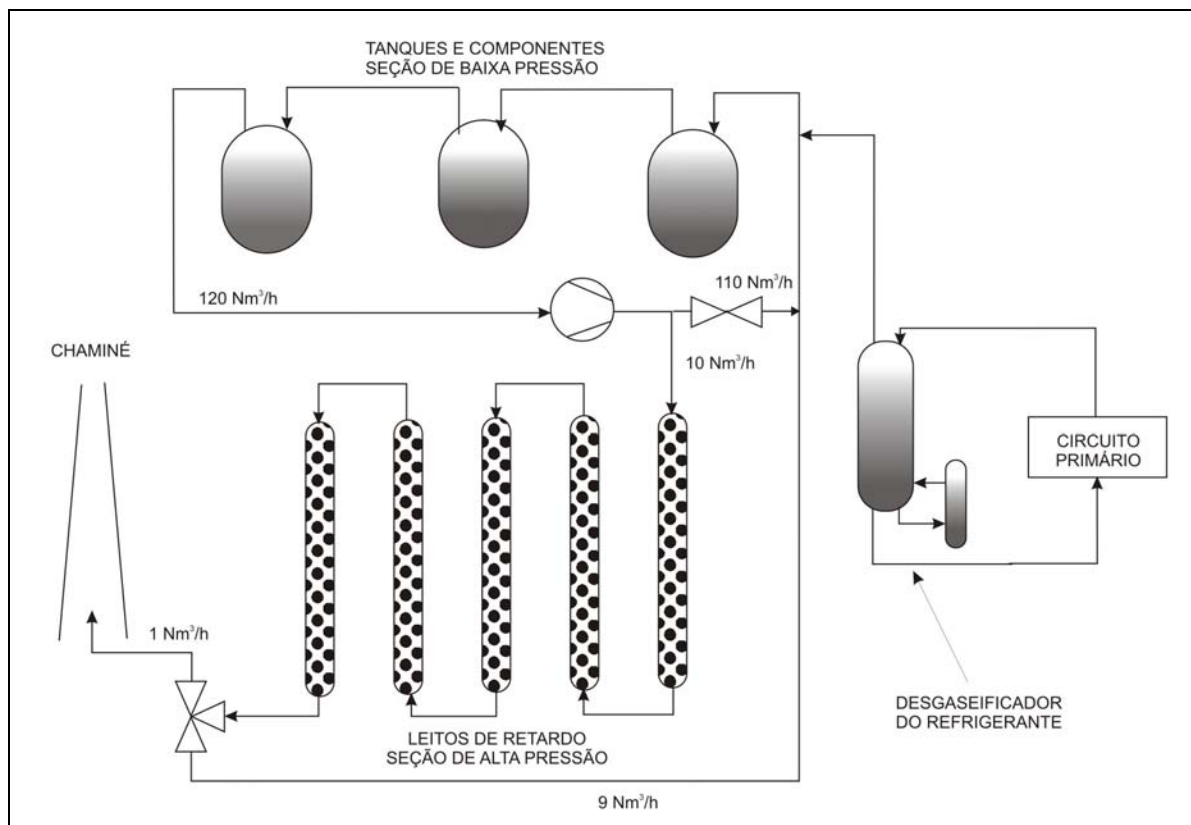 TANQUES E COMPONENTES
SEÇÃO DE BAIXA PRESSÃO
120 Nm³/h
110 Nm³/h
10 Nm³/h
CHAMINÉ
CIRCUITO
PRIMÁRIO
1 Nm³/h
LEITOS DE RETARDO
SEÇÃO DE ALTA PRESSÃO
DESGASEIFICADOR
DO REFRIGERANTE
9 Nm³/h